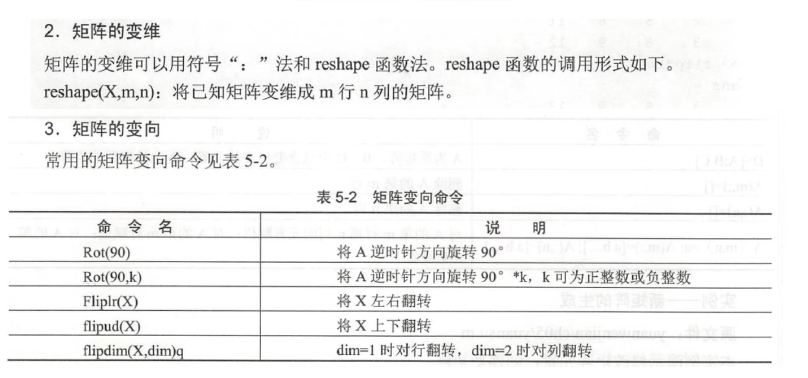 2．矩阵的变维
矩阵的变维可以用符号“：”法和 reshape 函数法。reshape 函数的调用形式如下。
reshape(X,m,n)：将已知矩阵变维成 m 行 n 列的矩阵。
3．矩阵的变向
常用的矩阵变向命令见表 5-2。
表 5-2 矩阵变向命令
命 令 名 说 明
Rot(90) 将 A 逆时针方向旋转 90°
Rot(90,k) 将 A 逆时针方向旋转 90°*k，k 可为正整数或负整数
Fliplr(X) 将 X 左右翻转
flipud(X) 将 X 上下翻转
flipdim(X,dim)q dim=1 时对行翻转，dim=2 时对列翻转